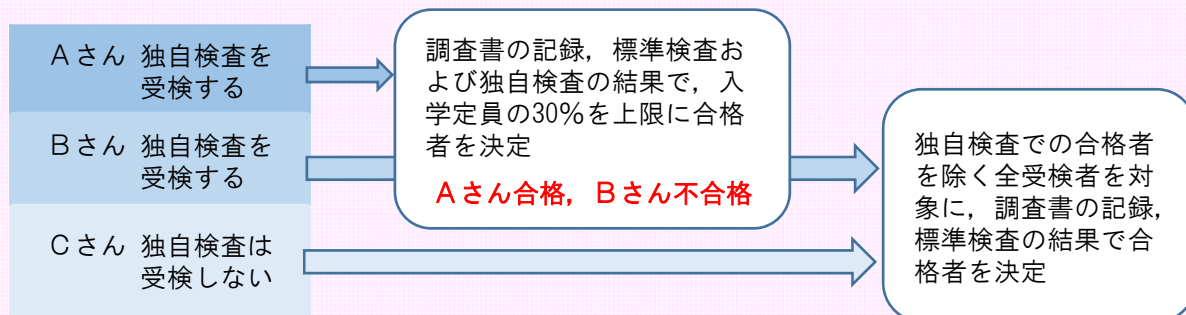 Aさん 独自検査を
受検する
Bさん 独自検査を
受検する
Cさん 独自検査は
受検しない
調査書の記録，標準検査お
よび独自検査の結果で，入
学定員の30％を上限に合格
者を決定
Aさん合格，Bさん不合格
独自検査での合格者
を除く全受検者を対
象に，調査書の記録，
標準検査の結果で合
格者を決定